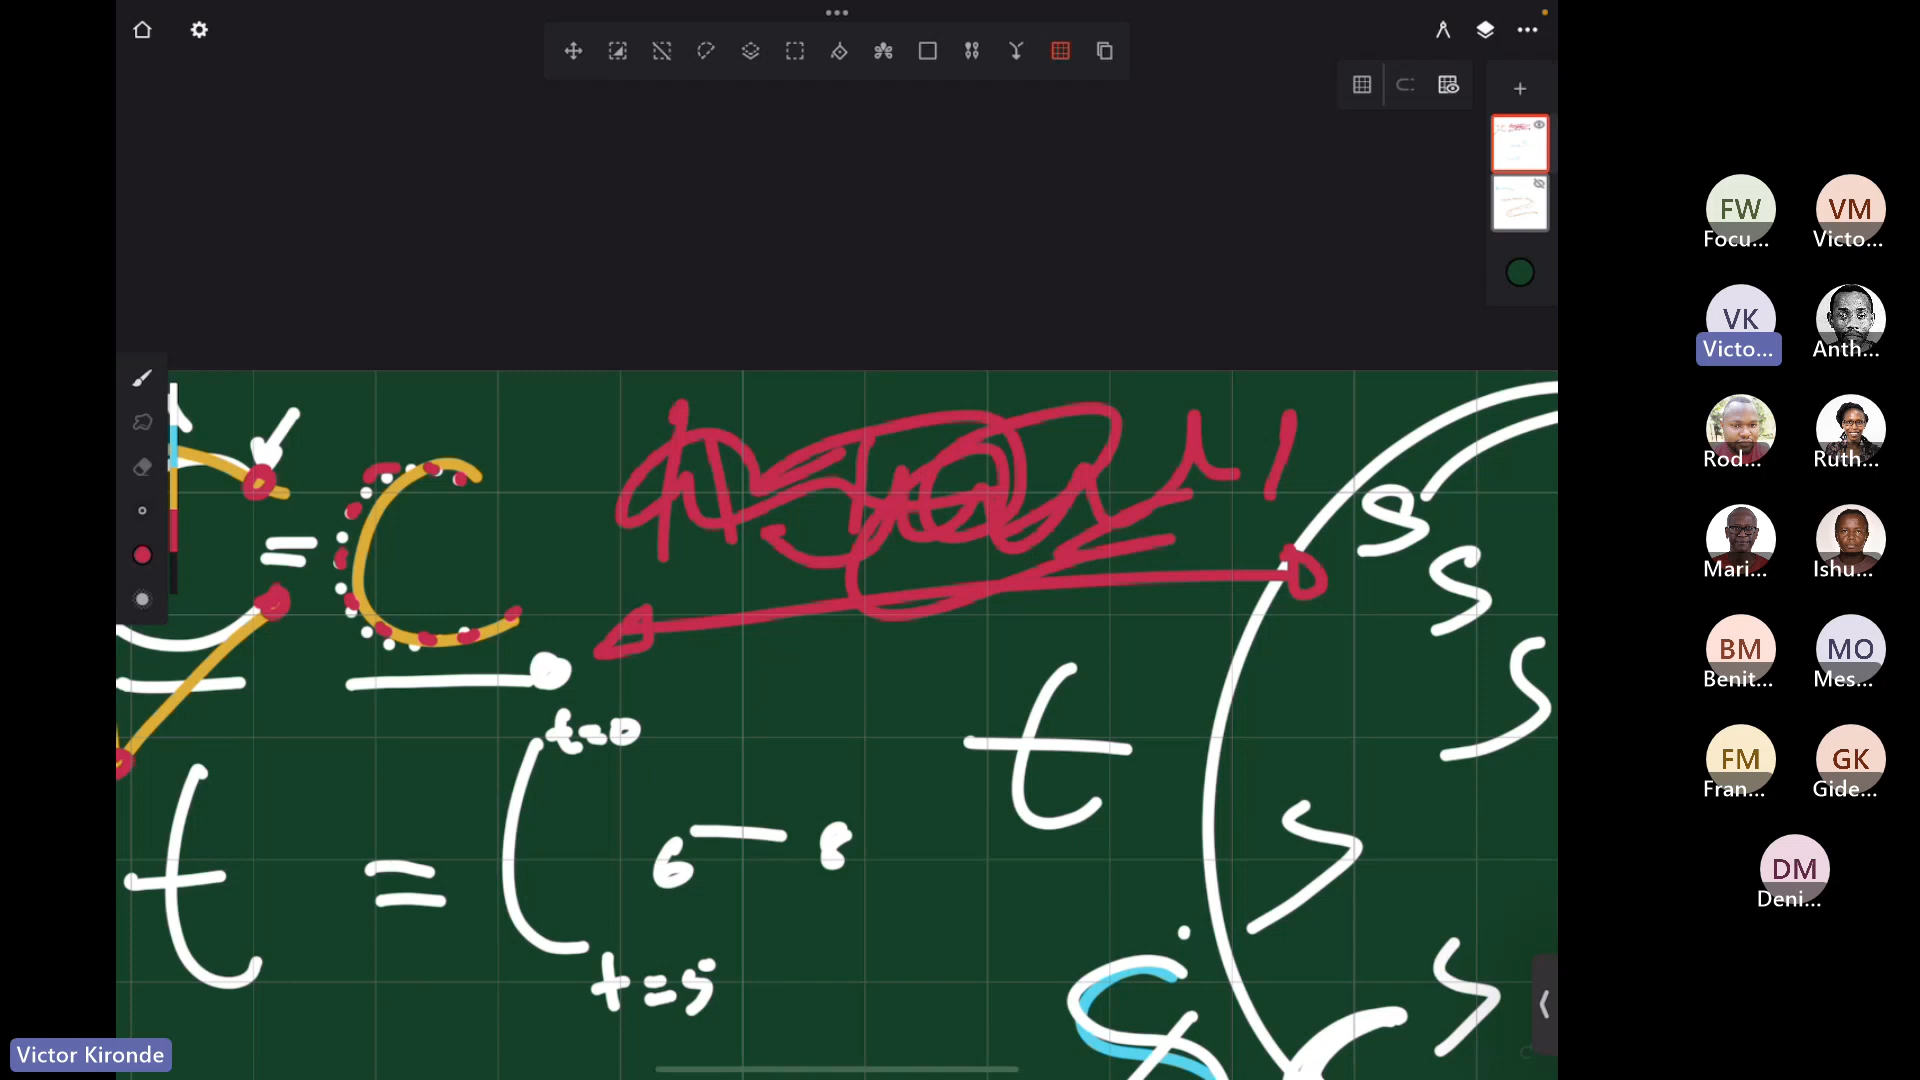 FW
VM
Focu...
Victo...
VK
Victo...
Anth...
Rod...
Ruth...
Mari...
Ishu...
BM
MO
Benit...
Mes...
FM
GK
Fran...
Gide...
DM
Deni...
= C
s
s
s
t=0
t
t = ( 6 - 8
s
t=5
s
Victor Kironde